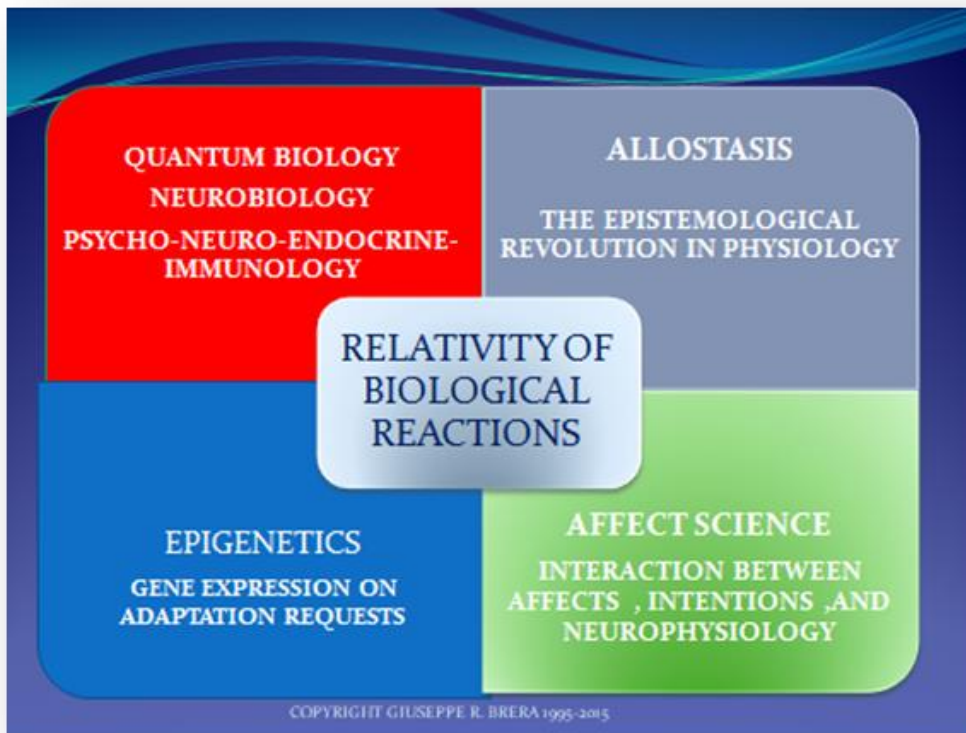 QUANTUM BIOLOGY
NEUROBIOLOGY
PSYCHO-NEURO-ENDOCRINE-
IMMUNOLOGY
ALLOSTASIS
THE EPISTEMOLOGICAL
REVOLUTION IN PHYSIOLOGY
RELATIVITY OF
BIOLOGICAL
REACTIONS
EPIGENETICS
GENE EXPRESSION ON
ADAPTATION REQUESTS
AFFECT SCIENCE
INTERACTION BETWEEN
AFFECTS , INTENTIONS ,AND
NEUROPHYSIOLOGY
COPYRIGHT GIUSEPPE R. BRERA 1995-2015